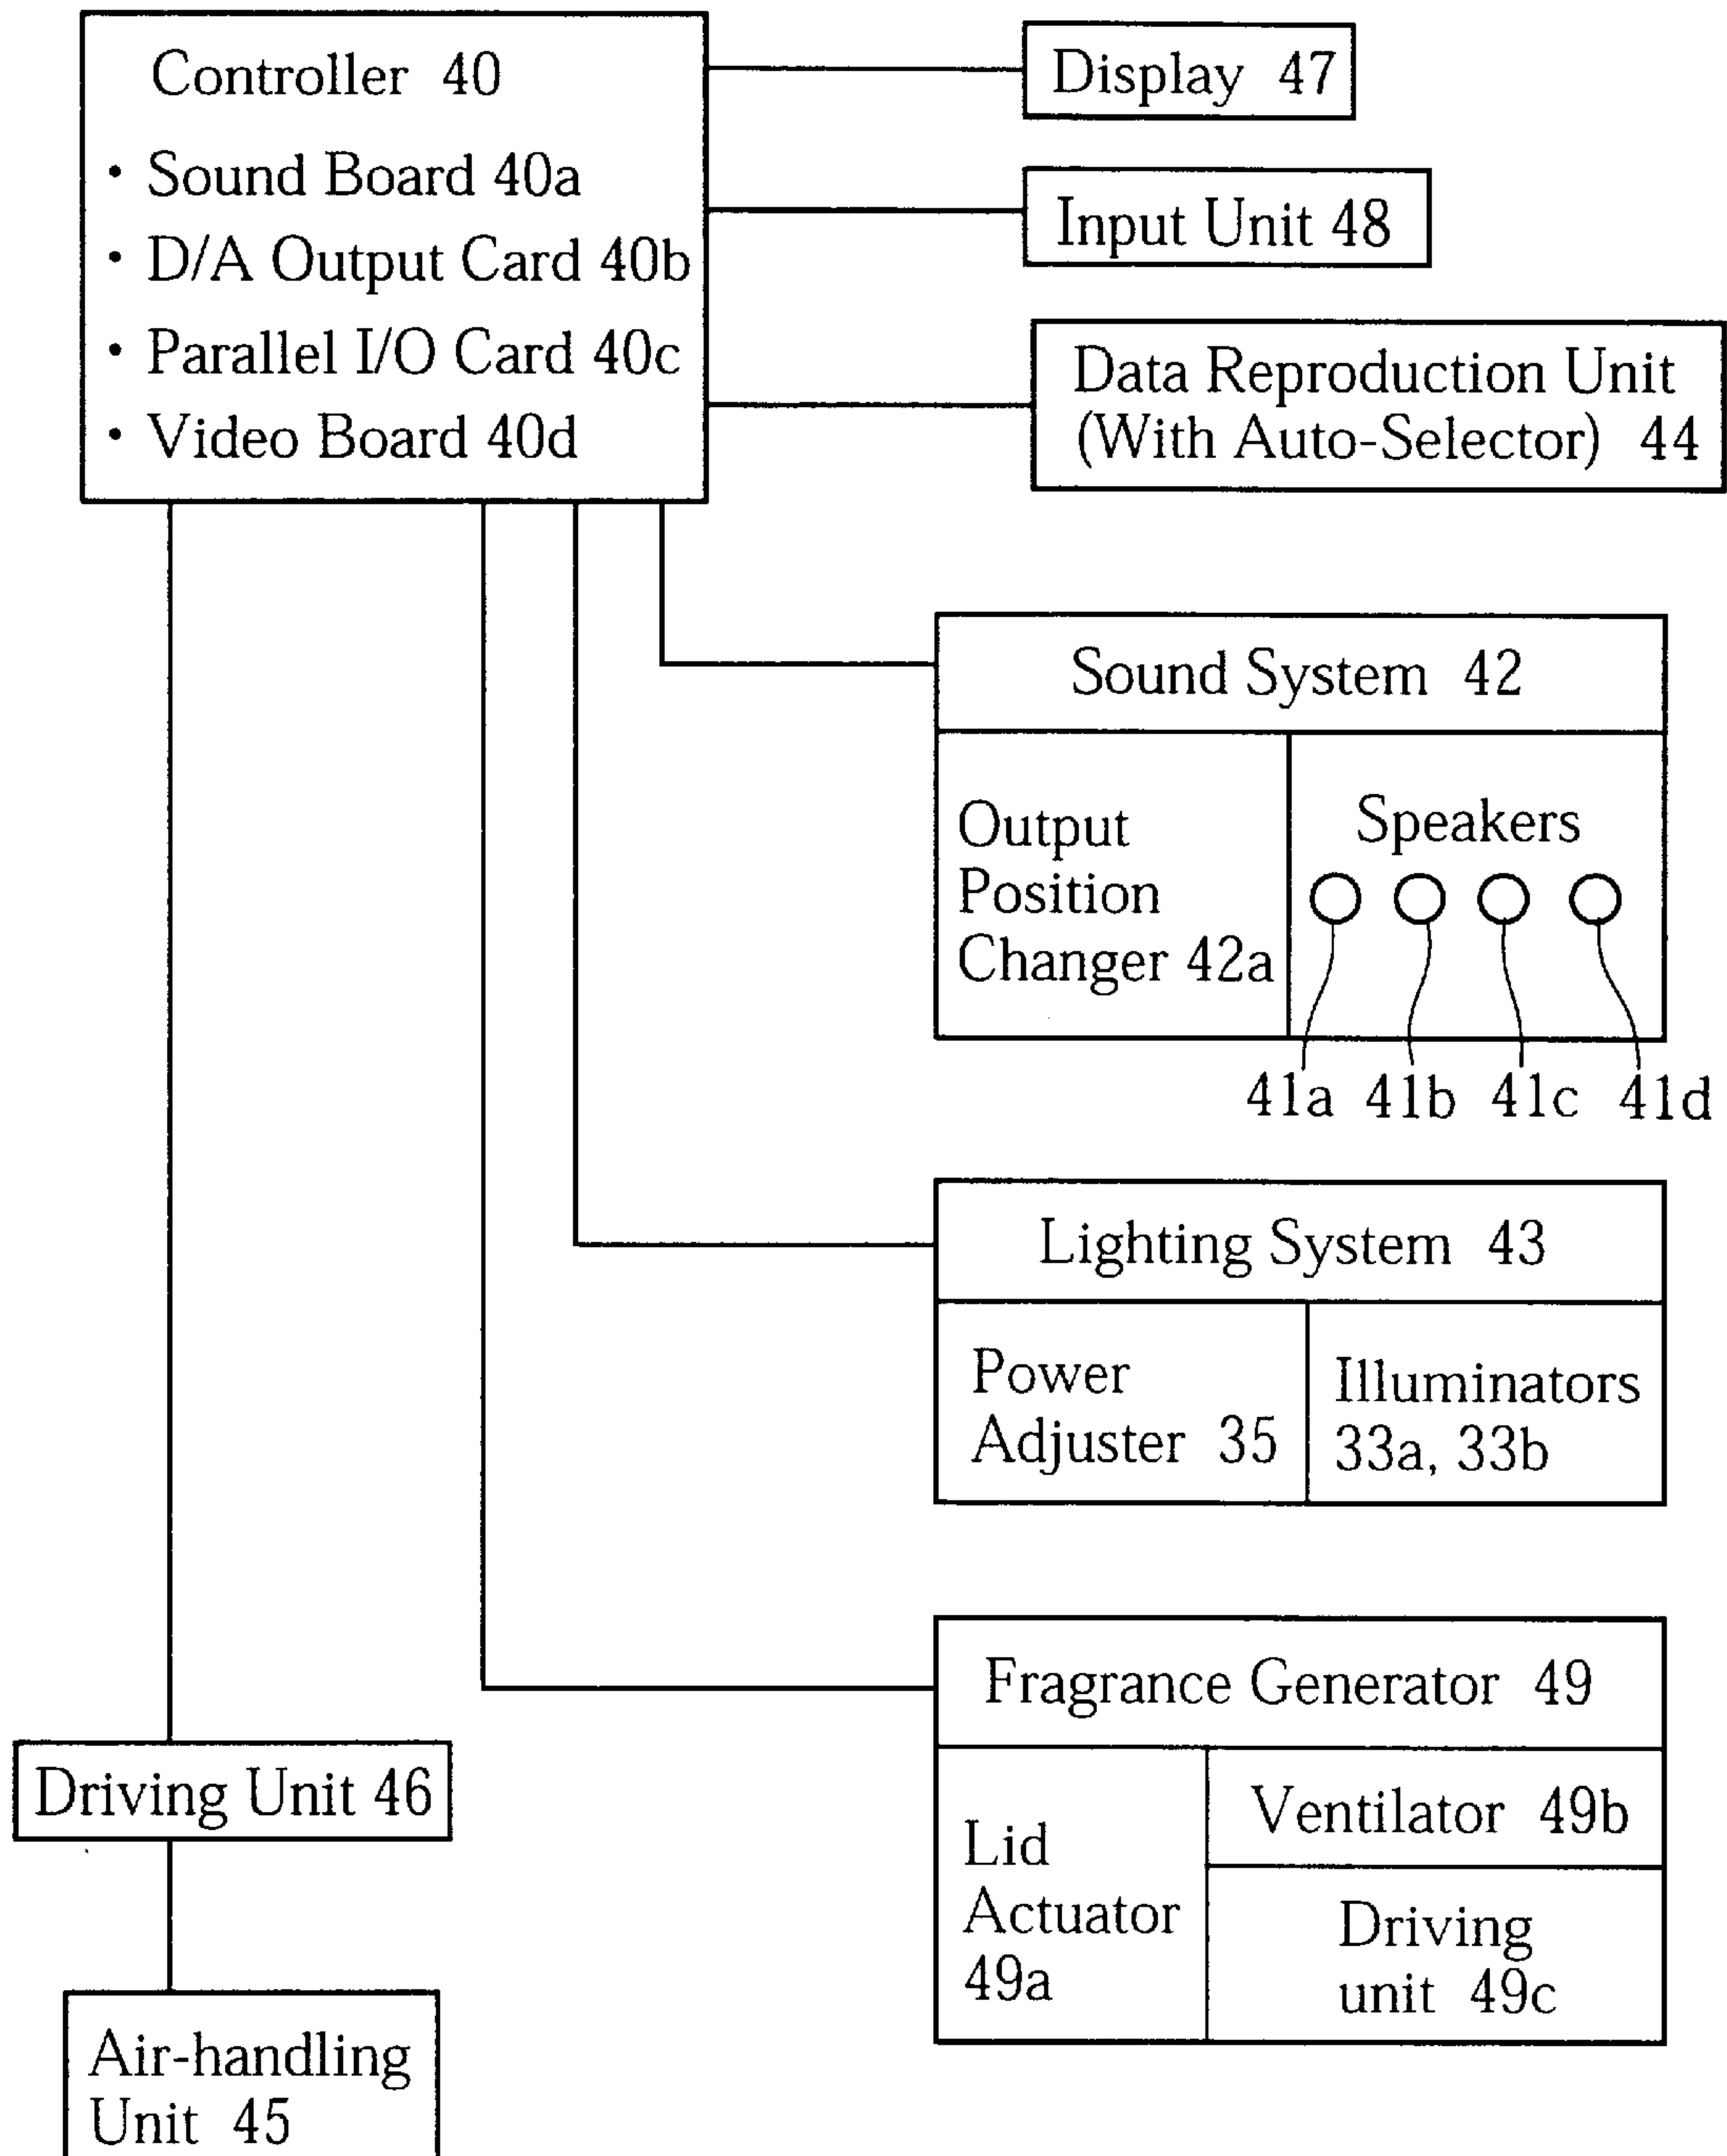 Controller 40
· Sound Board 40a
· D/A Output Card 40b
· Parallel I/O Card 40c
· Video Board 40d
Display 47
Input Unit 48
Data Reproduction Unit
(With Auto-Selector) 44
Sound System 42
Output
Position
Changer 42a
Speakers
41a 41b 41c 41d
Lighting System 43
Power
Adjuster 35
Illuminators
33a, 33b
Fragrance Generator 49
Lid
Actuator
49a
Ventilator 49b
Driving
unit 49c
Driving Unit 46
Air-handling
Unit 45